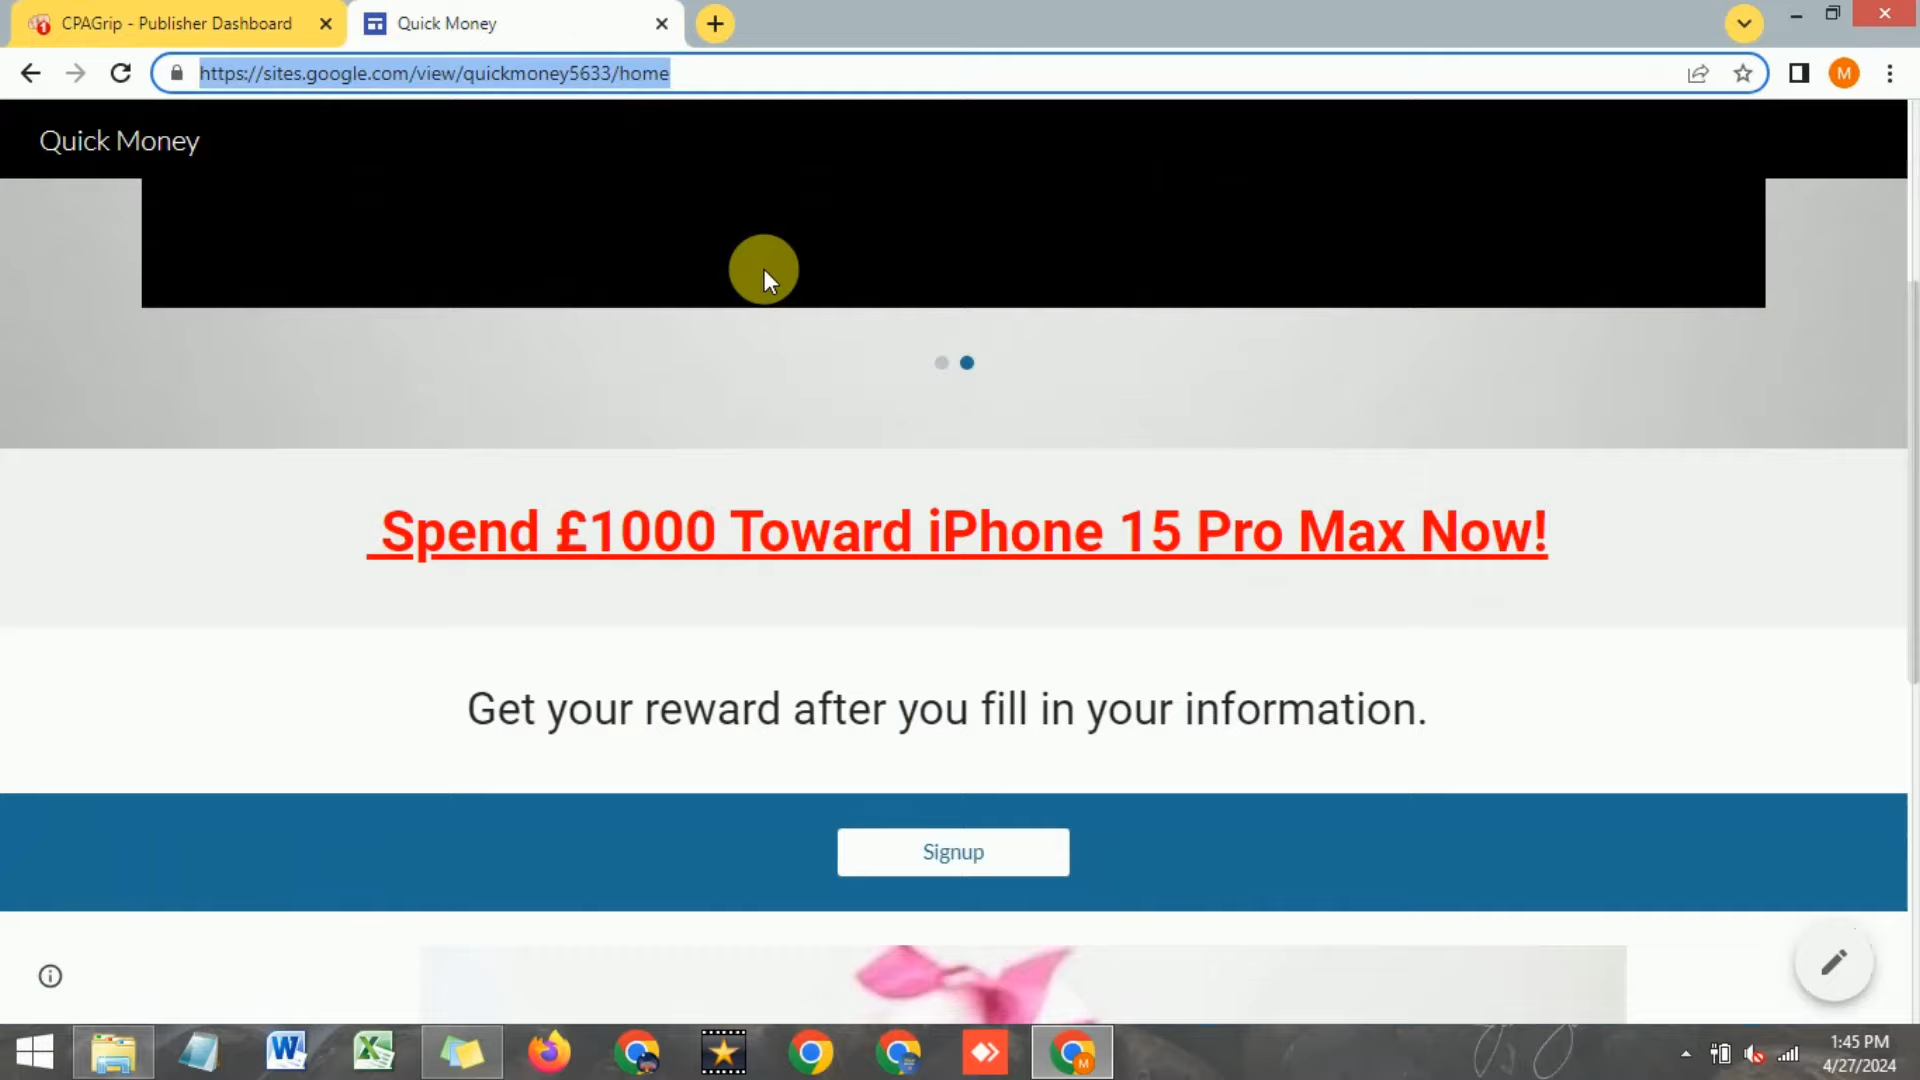 CPAGrip - Publisher Dashboard
Quick Money
https://sites.google.com/view/quickmoney5633/home
M
Quick Money
Spend £1000 Toward iPhone 15 Pro Max Now!
Get your reward after you fill in your information.
Signup
1:45 PM
4/27/2024